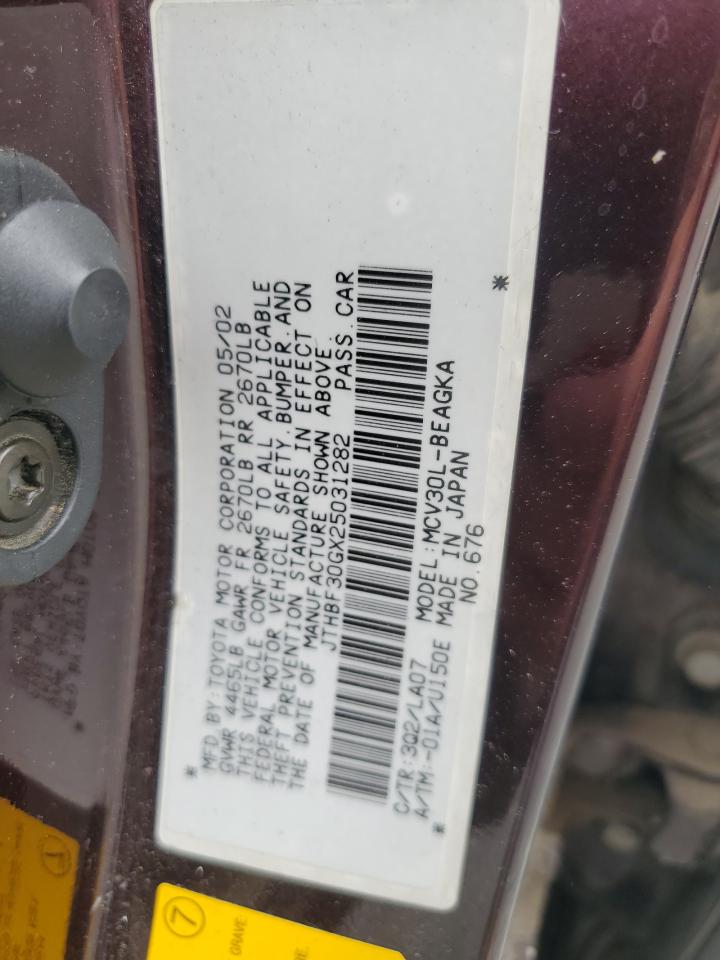 MFD.BY:TOYOTA MOTOR CORPORATION 05/02
GVWR 4465LB GAWR FR 2670LB RR 2670LB
THIS VEHICLE CONFORMS TO ALL APPLICABLE
FEDERAL MOTOR VEHICLE SAFETY,BUMPER,AND
THEFT PREVENTION STANDARDS IN EFFECT ON
THE DATE OF MANUFACTURE SHOWN ABOVE.
JTHBF30GX25031282 PASS.CAR
C/TR:3Q2/LA07 MODEL:MCV30L-BEAGKA
A/TM:-01A/U150E MADE IN JAPAN
NO.676
7
GRAVE